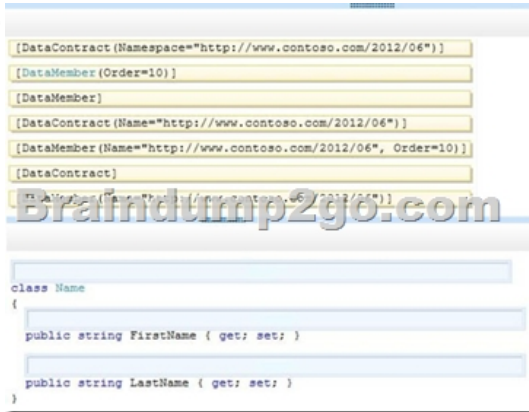 [DataContract(Namespace="http://www.contoso.com/2012/06")]
[DataMember(Order=10)]
[DataMember]
[DataContract(Name="http://www.contoso.com/2012/06")]
[DataMember(Name="http://www.contoso.com/2012/06", Order=10)]
[DataContract]
Braindump2go.com
class Name
{
public string FirstName { get; set; }
public string LastName { get; set; }
}